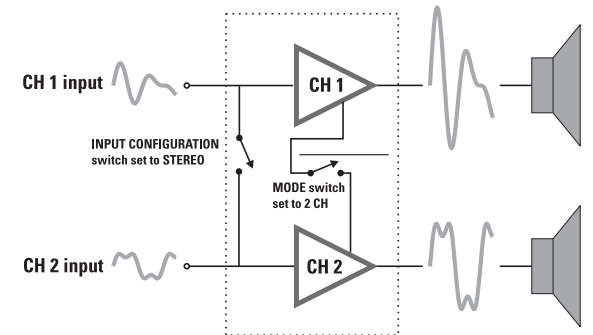 CH 1 input
CH 1
INPUT CONFIGURATION
switch set to STEREO
MODE switch
set to 2 CH
CH 2 input
CH 2